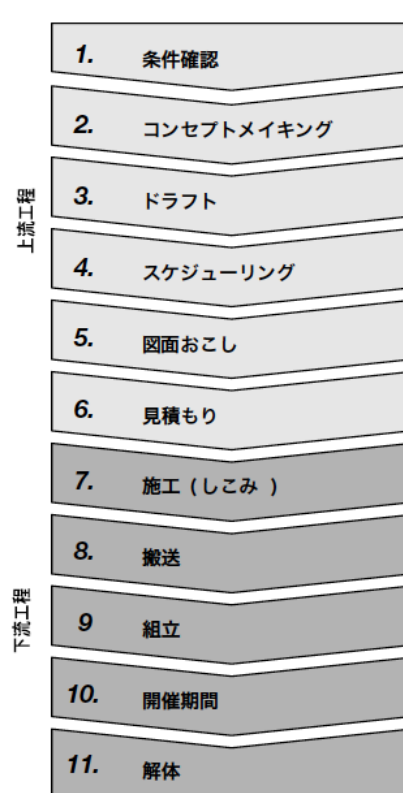 1. 条件確認
2. コンセプトメイキング
3. ドラフト
上流工程
4. スケジューリング
5. 図面おこし
6. 見積もり
7. 施工 (しこみ )
8. 搬送
下流工程
9 組立
10. 開催期間
11. 解体